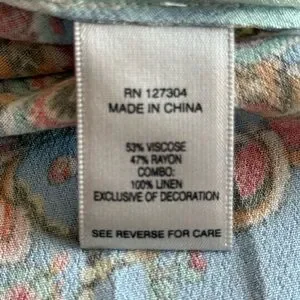 RN 127304
MADE IN CHINA
53% VISCOSE
47% RAYON
COMBO:
100% LINEN
EXCLUSIVE OF DECORATION
SEE REVERSE FOR CARE